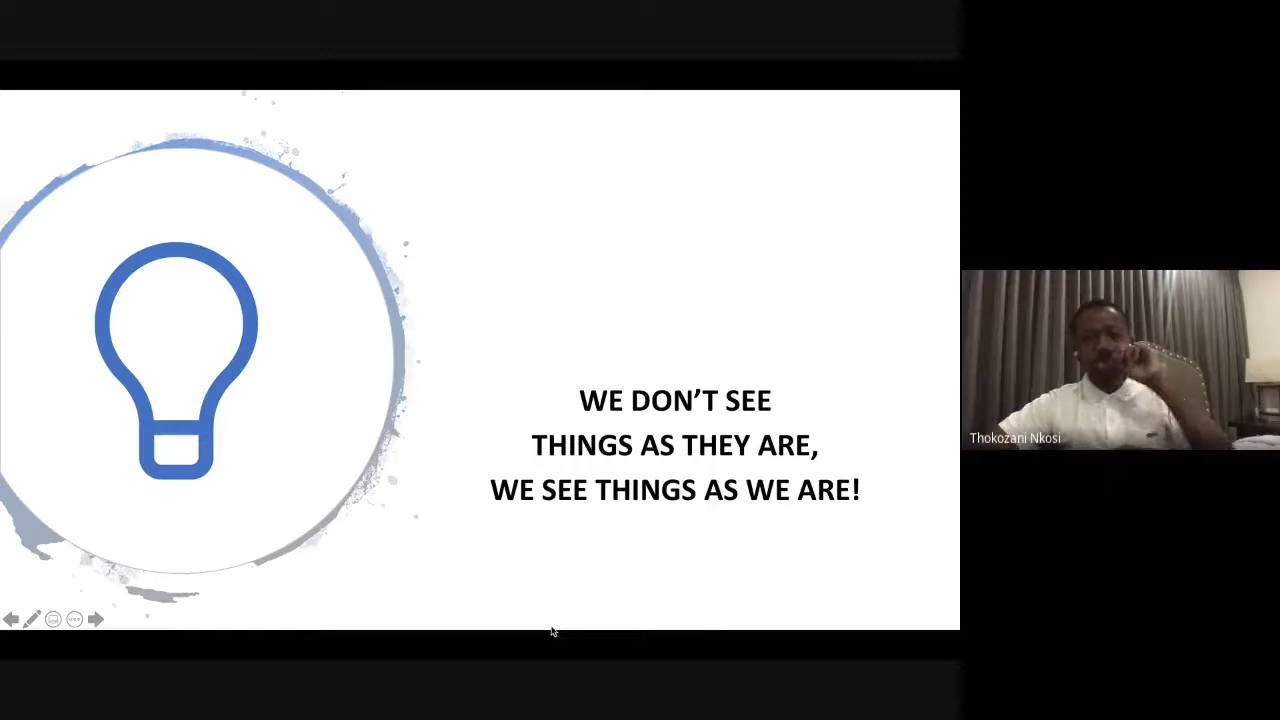 WE DON’T SEE
THINGS AS THEY ARE,
WE SEE THINGS AS WE ARE!
Thokozani Nkosi